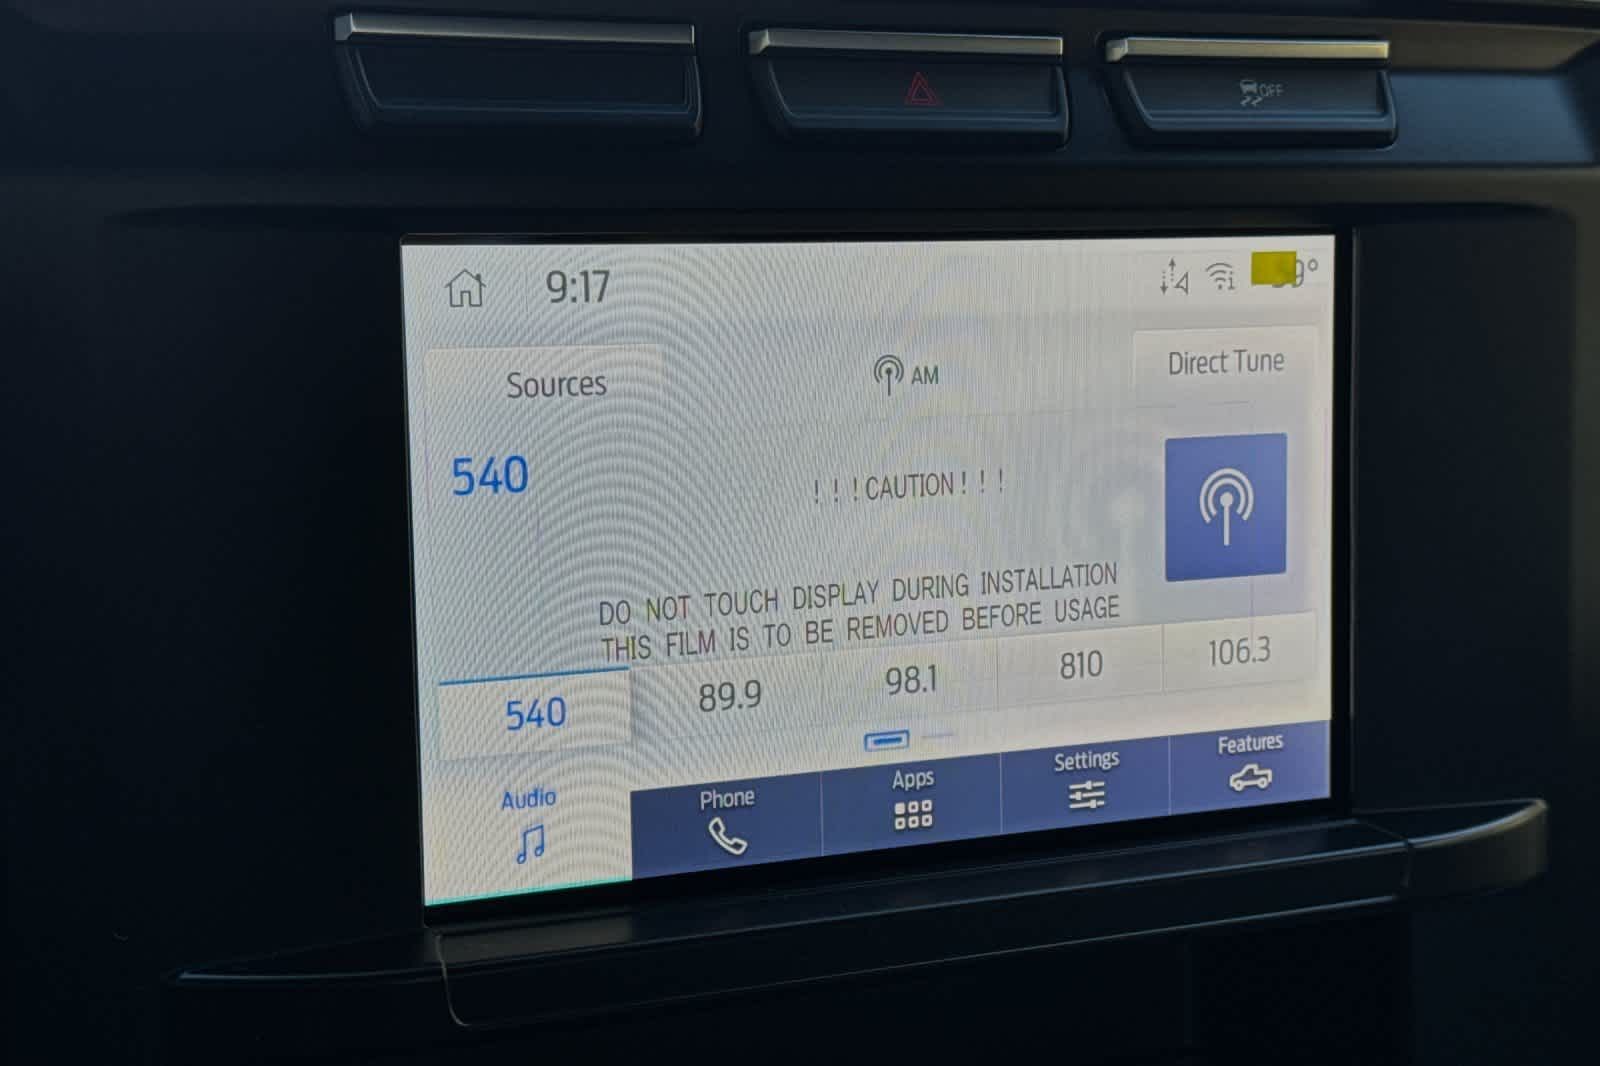 OFF
9:17
Sources
AM
Direct Tune
540
! ! ! CAUTION ! ! !
DO NOT TOUCH DISPLAY DURING INSTALLATION
THIS FILM IS TO BE REMOVED BEFORE USAGE
540
89.9
98.1
810
106.3
Audio
Phone
Apps
Settings
Features